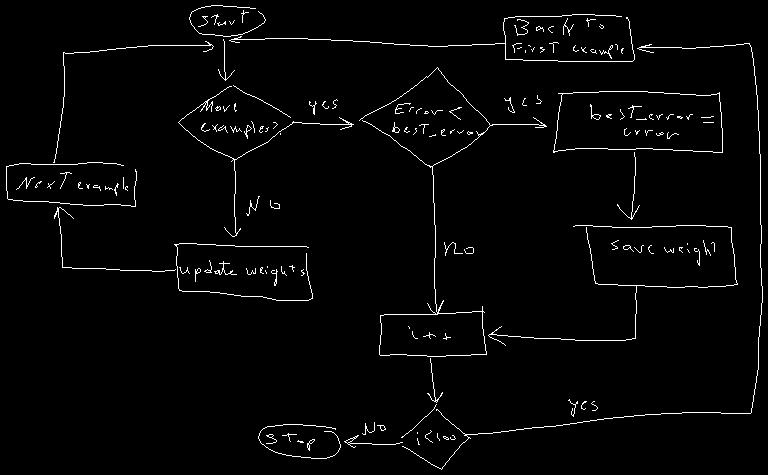 Start
Back to
First example
More
examples?
yes
Error <
best_error
yes
best_error =
error
Next example
NO
update weights
no
save weight
i++
i<100
yes
No
Stop